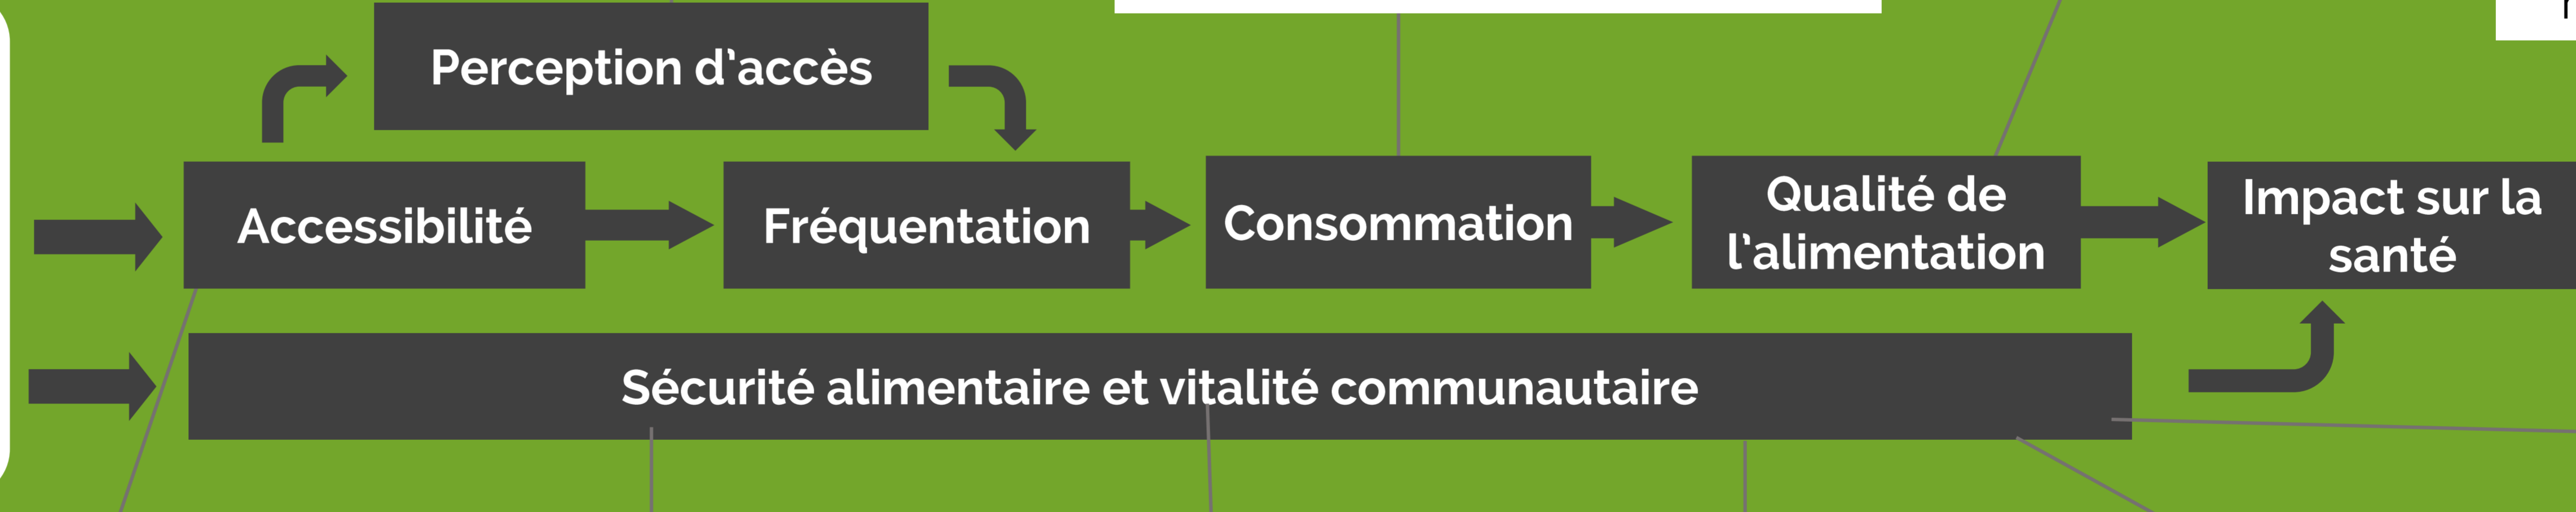 Perception d'accès
Accessibilité
Fréquentation
Consommation
Qualité de
l'alimentation
Impact sur la
santé
Sécurité alimentaire et vitalité communautaire